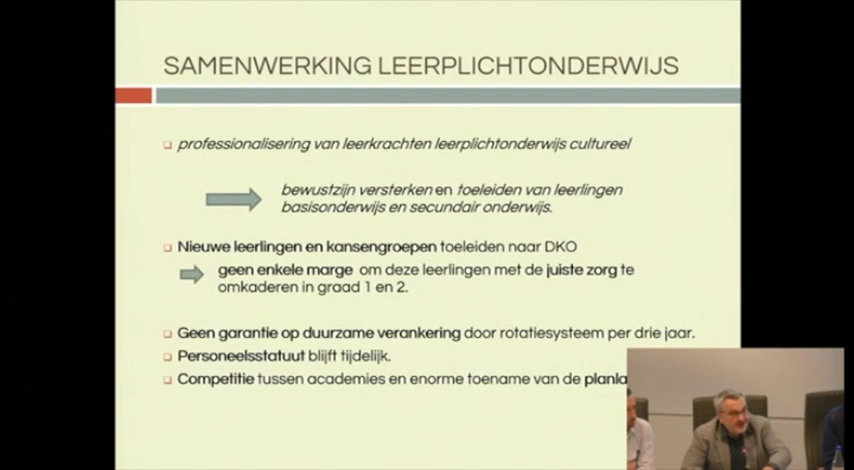 SAMENWERKING LEERPLICHTONDERWIJS
professionalisering van leerkrachten leerplichtonderwijs cultureel
bewustzijn versterken en toeleiden van leerlingen
basisonderwijs en secundair onderwijs.
Nieuwe leerlingen en kansengroepen toeleiden naar DKO
geen enkele marge om deze leerlingen met de juiste zorg te
omkaderen in graad 1 en 2.
Geen garantie op duurzame verankering door rotatiesysteem per drie jaar.
Personeelsstatuut blijft tijdelijk.
Competitie tussen academies en enorme toename van de planla